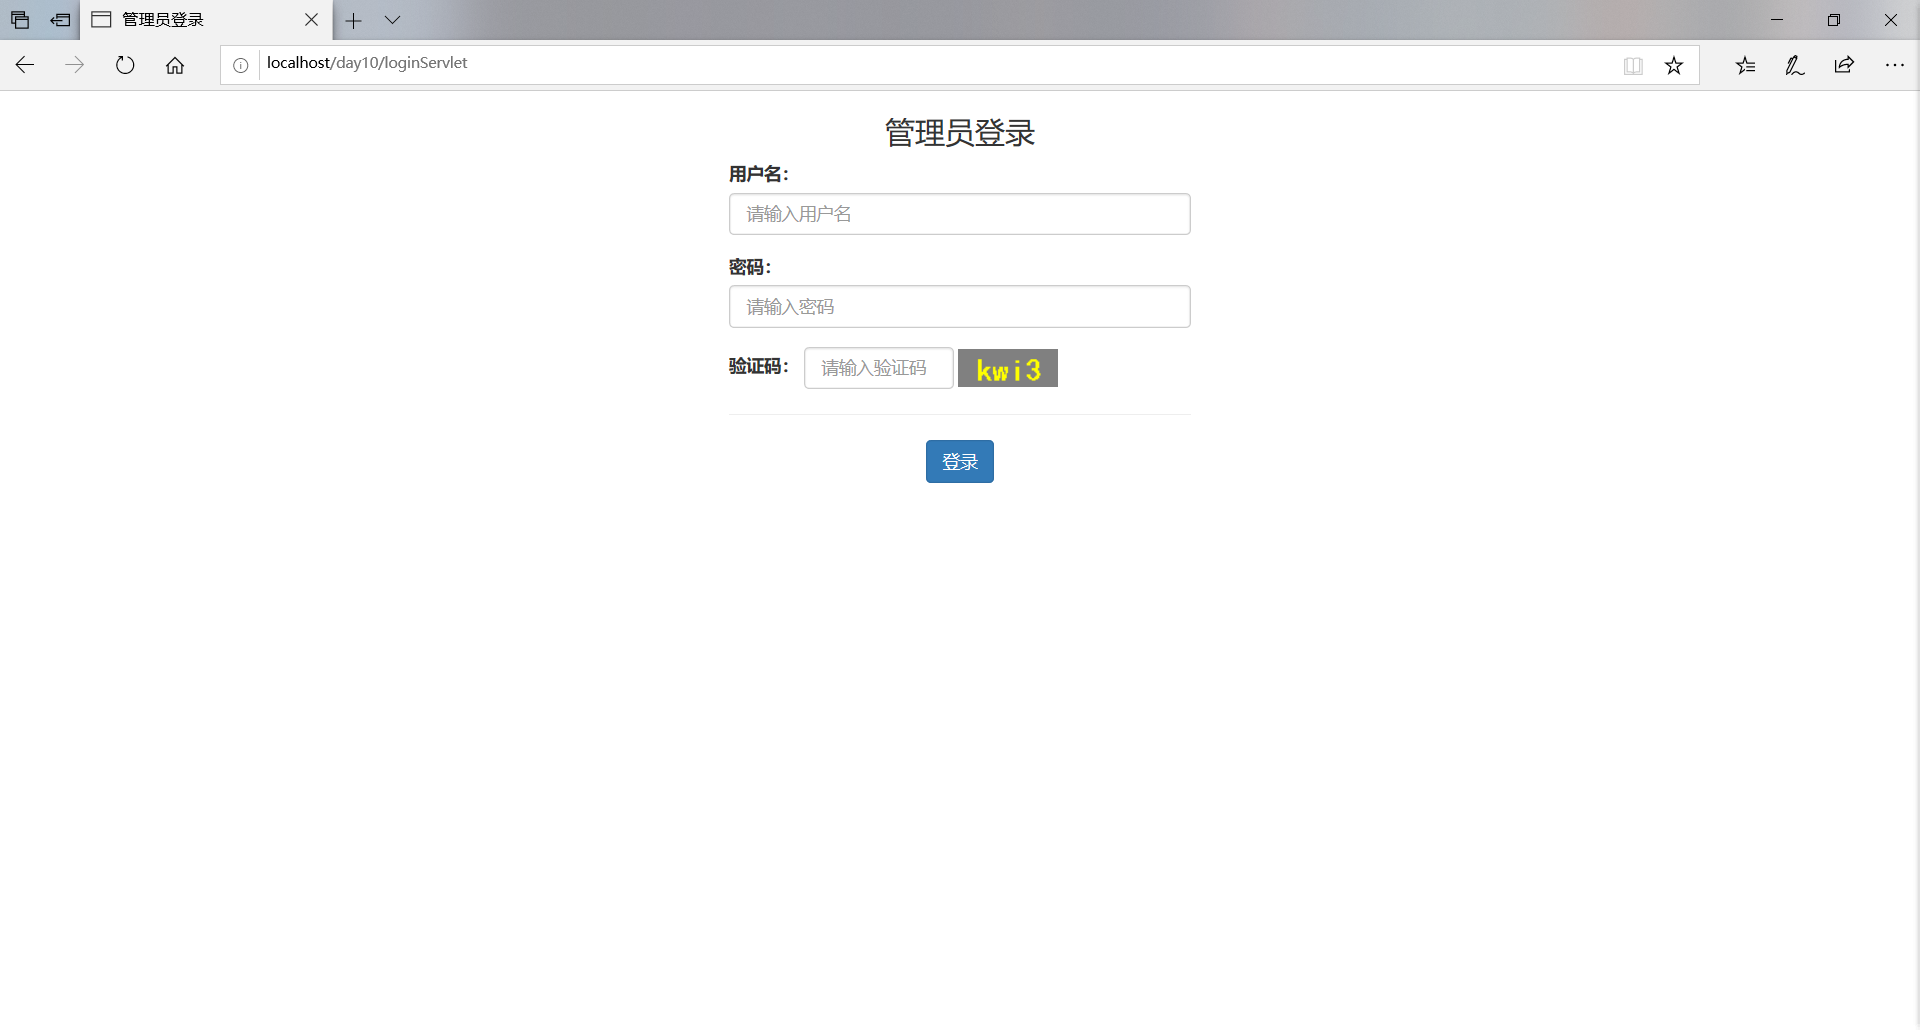 管理员登录
localhost/day10/loginServlet
管理员登录
用户名：
请输入用户名
密码：
请输入密码
验证码： 请输入验证码 kwi3
登录